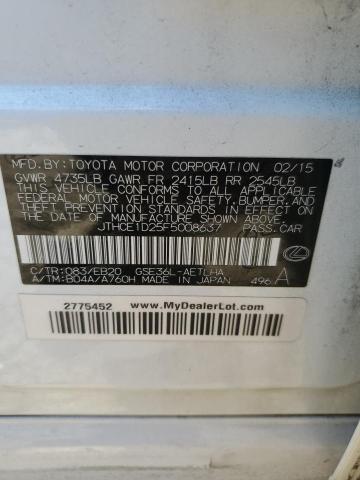 MFD.BY: TOYOTA MOTOR CORPORATION 02/15
GVWR 4735LB GAWR FR 2415LB RR 2545LB
THIS VEHICLE CONFORMS TO ALL APPLICABLE
FEDERAL MOTOR VEHICLE SAFETY, BUMPER, AND
THEFT PREVENTION STANDARDS IN EFFECT ON
THE DATE OF MANUFACTURE SHOWN ABOVE.
JTHCE1D25F5008637 PASS.CAR
C/TR:083/EB20 GSE36L-AETLHA
A/TM:B04A/A760H MADE IN JAPAN 496 A
2775452 www.MyDealerLot.com